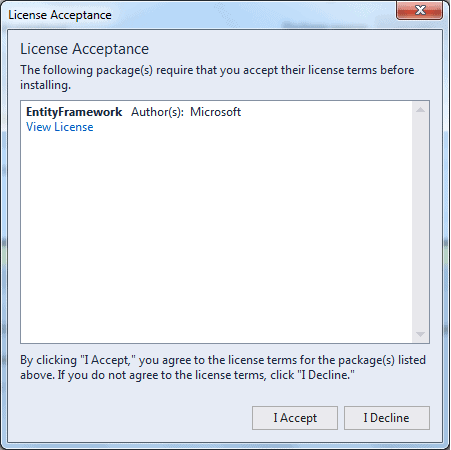 License Acceptance
License Acceptance
The following package(s) require that you accept their license terms before
installing.
EntityFramework Author(s): Microsoft
View License
By clicking "I Accept," you agree to the license terms for the package(s) listed
above. If you do not agree to the license terms, click "I Decline."
I Accept I Decline